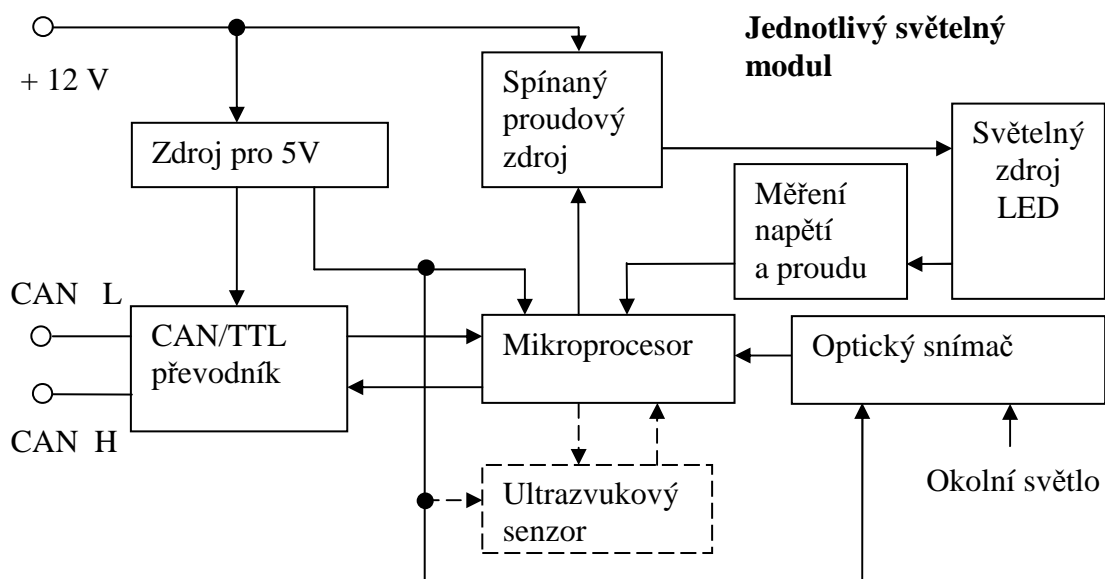 Jednotlivý světelný
modul
+ 12 V
Spínaný
proudový
zdroj
Zdroj pro 5V
Světelný
zdroj
LED
Měření
napětí
a proudu
CAN L
CAN/TTL
převodník
Mikroprocesor
Optický snímač
CAN H
Ultrazvukový
senzor
Okolní světlo